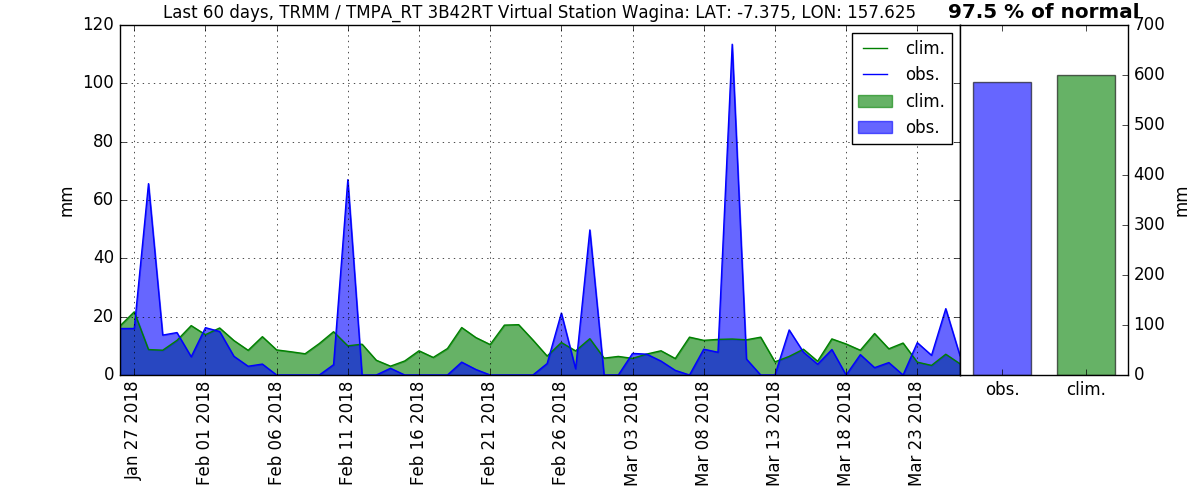 Last 60 days, TRMM / TMPA_RT 3B42RT Virtual Station Wagina: LAT: -7.375, LON: 157.625
97.5 % of normal
120
100
80
60
40
20
0
mm
clim.
obs.
clim.
obs.
700
600
500
400
300
200
100
0
mm
obs.
clim.
Jan 27 2018
Feb 01 2018
Feb 06 2018
Feb 11 2018
Feb 16 2018
Feb 21 2018
Feb 26 2018
Mar 03 2018
Mar 08 2018
Mar 13 2018
Mar 18 2018
Mar 23 2018